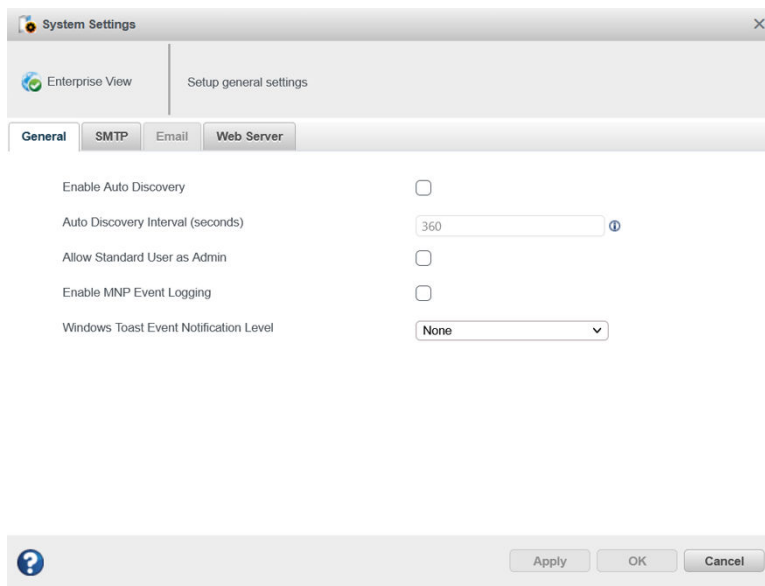 System Settings
Enterprise View
Setup general settings
General SMTP Email Web Server
Enable Auto Discovery
Auto Discovery Interval (seconds) 360
Allow Standard User as Admin
Enable MNP Event Logging
Windows Toast Event Notification Level None
Apply OK Cancel